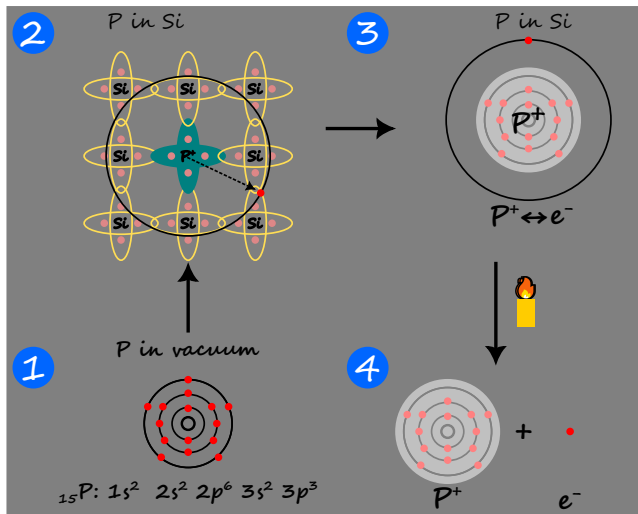 2
P in Si
Si Si Si
Si P⁺ Si
Si Si Si
3
P in Si
P⁺
P⁺↔e⁻
1
P in vacuum
₁₅P: 1s² 2s² 2p⁶ 3s² 3p³
4
+
P⁺ e⁻